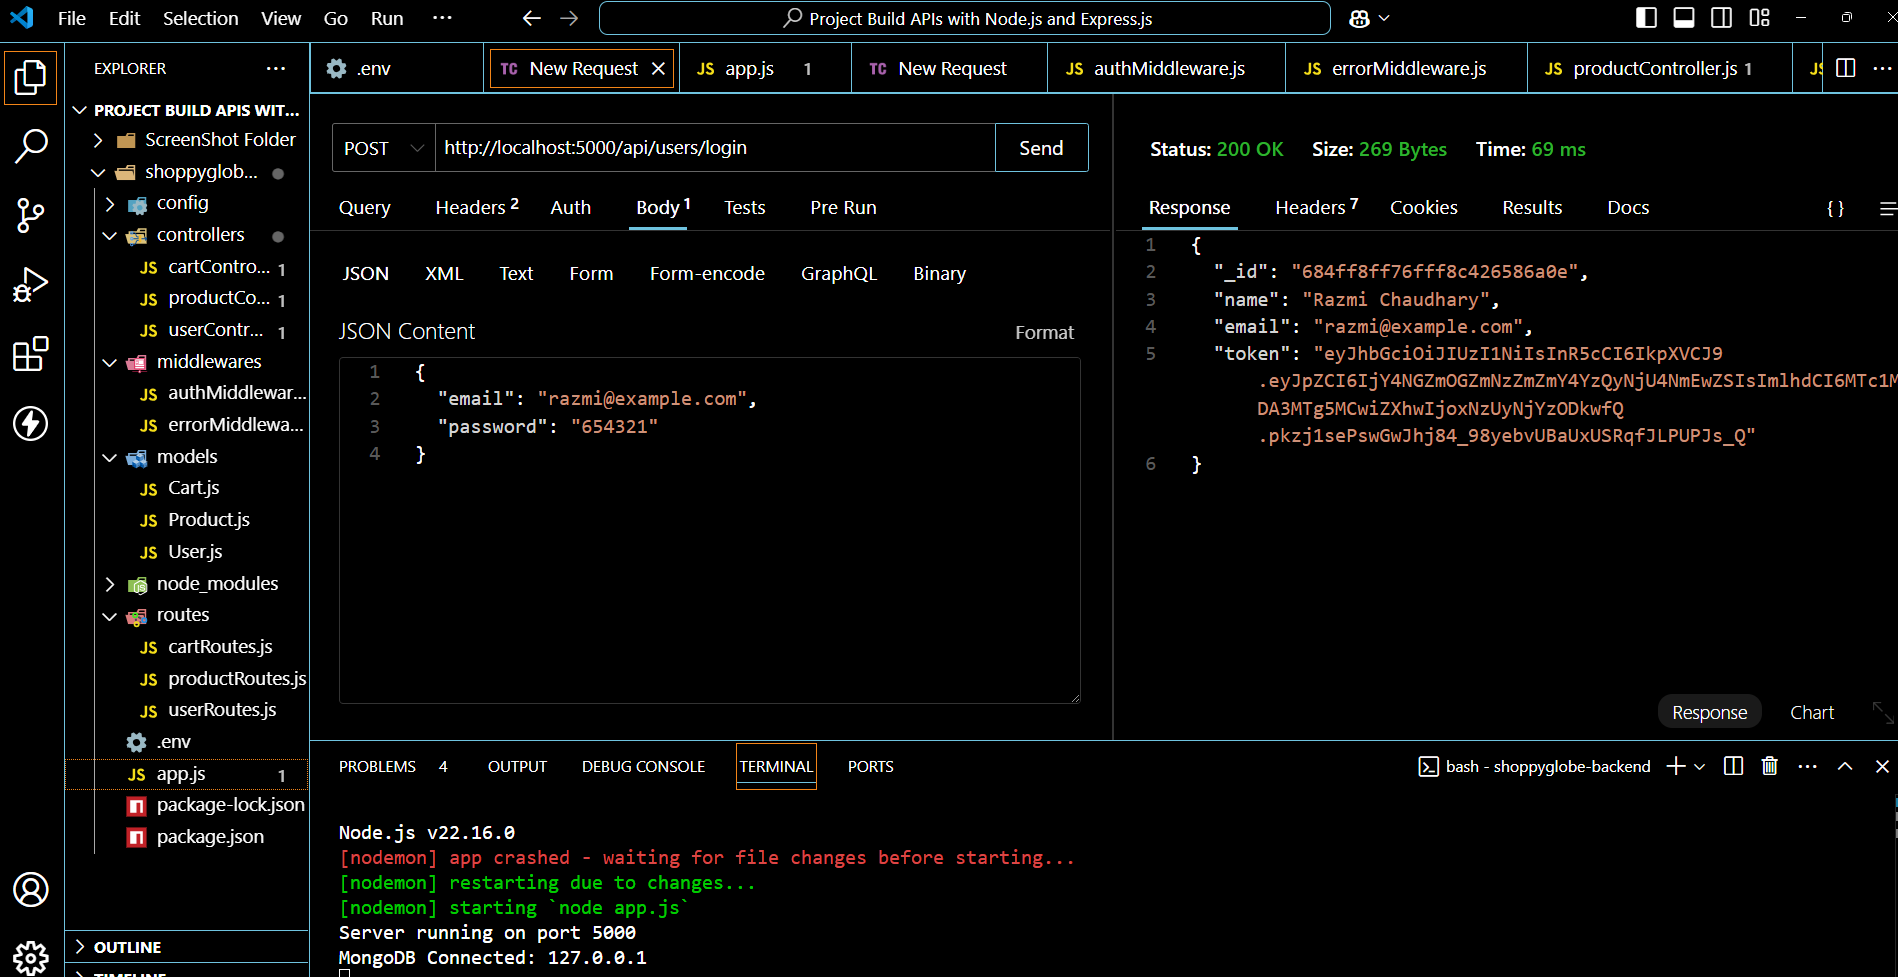 File Edit Selection View Go Run ··· Project Build APIs with Node.js and Express.js
EXPLORER ···
.env
TC New Request
JS app.js 1
TC New Request
JS authMiddleware.js
JS errorMiddleware.js
JS productController.js 1
JS
···
PROJECT BUILD APIS WIT...
ScreenShot Folder
shoppyglob...
config
controllers
JS cartContro... 1
JS productCo... 1
JS userContr... 1
middlewares
JS authMiddlewar...
JS errorMiddlewa...
models
JS Cart.js
JS Product.js
JS User.js
node_modules
routes
JS cartRoutes.js
JS productRoutes.js
JS userRoutes.js
.env
JS app.js 1
package-lock.json
package.json
OUTLINE
TIMELINE
POST http://localhost:5000/api/users/login Send
Query Headers 2 Auth Body 1 Tests Pre Run
JSON XML Text Form Form-encode GraphQL Binary
JSON Content Format
1 {
2 "email": "razmi@example.com",
3 "password": "654321"
4 }
Status: 200 OK Size: 269 Bytes Time: 69 ms
Response Headers 7 Cookies Results Docs {}
1 {
2 "_id": "684ff8ff76fff8c426586a0e",
3 "name": "Razmi Chaudhary",
4 "email": "razmi@example.com",
5 "token": "eyJhbGciOiJIUzI1NiIsInR5cCI6IkpXVCJ9
.eyJpZCI6IjY4NGZmOGZmNzZmZmY4YzQyNjU4NmEwZSIsImlhdCI6MTc1M
DA3MTg5MCwiZXhwIjoxNzUyNjYzODkwfQ
.pkzj1sePswGwJhj84_98yebvUBaUxUSRqfJLPUPJs_Q"
6 }
Response Chart
PROBLEMS 4 OUTPUT DEBUG CONSOLE TERMINAL PORTS
bash - shoppyglobe-backend
···
Node.js v22.16.0
[nodemon] app crashed - waiting for file changes before starting...
[nodemon] restarting due to changes...
[nodemon] starting `node app.js`
Server running on port 5000
MongoDB Connected: 127.0.0.1